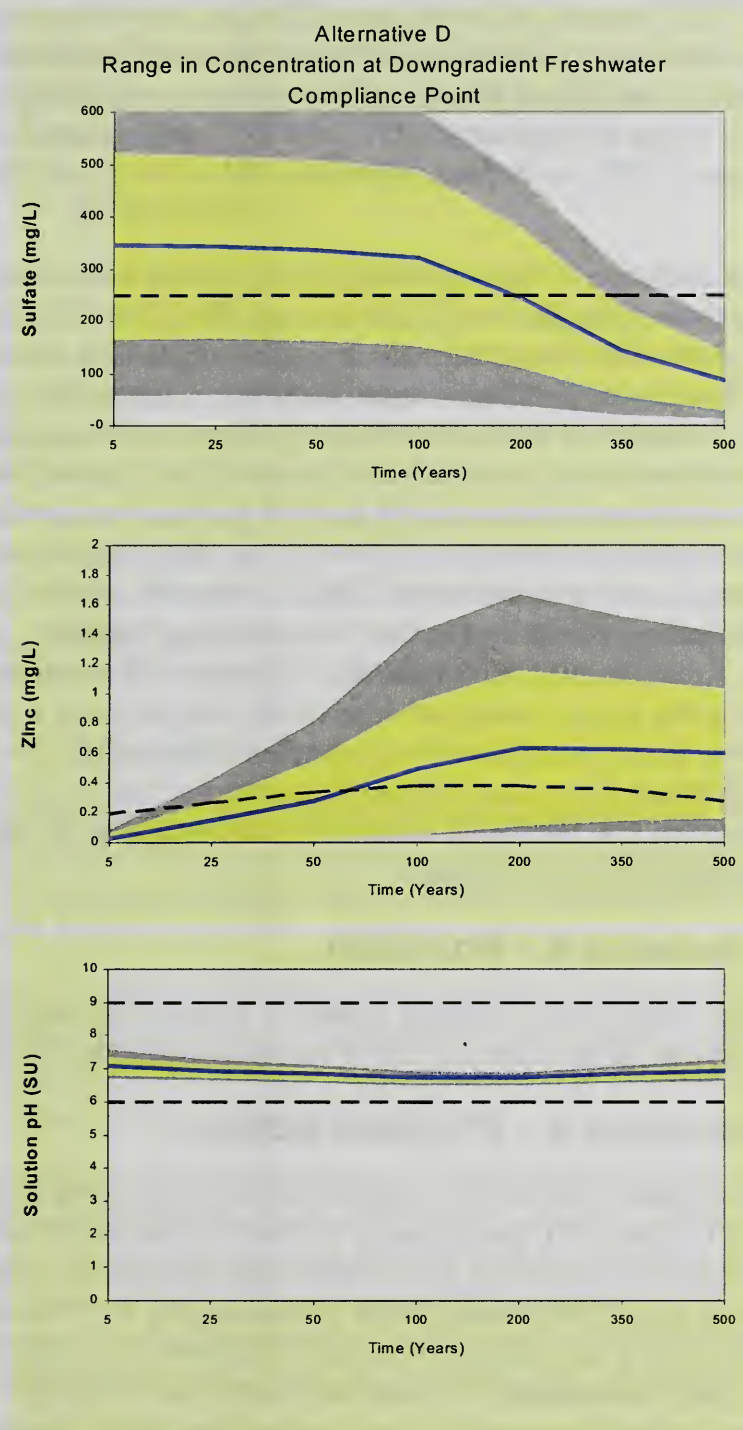 Alternative D
Range in Concentration at Downgradient Freshwater
Compliance Point
600
500
400
300
200
100
-0
Sulfate (mg/L)
5 25 50 100 200 350 500
Time (Years)
2
1.8
1.6
1.4
1.2
1
0.8
0.6
0.4
0.2
0
Zinc (mg/L)
5 25 50 100 200 350 500
Time (Years)
10
9
8
7
6
5
4
3
2
1
0
Solution pH (SU)
5 25 50 100 200 350 500
Time (Years)